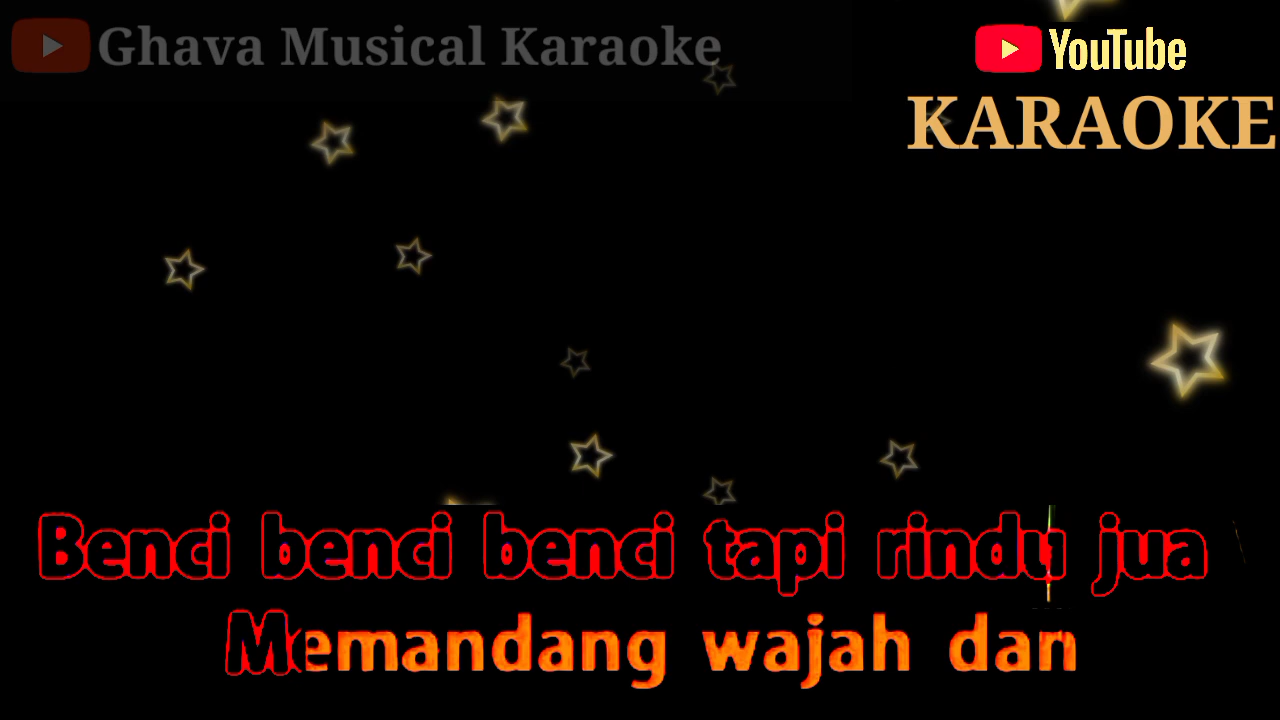 Ghava Musical Karaoke
YouTube
KARAOKE
Benci benci benci tapi rindu jua
Memandang wajah dan